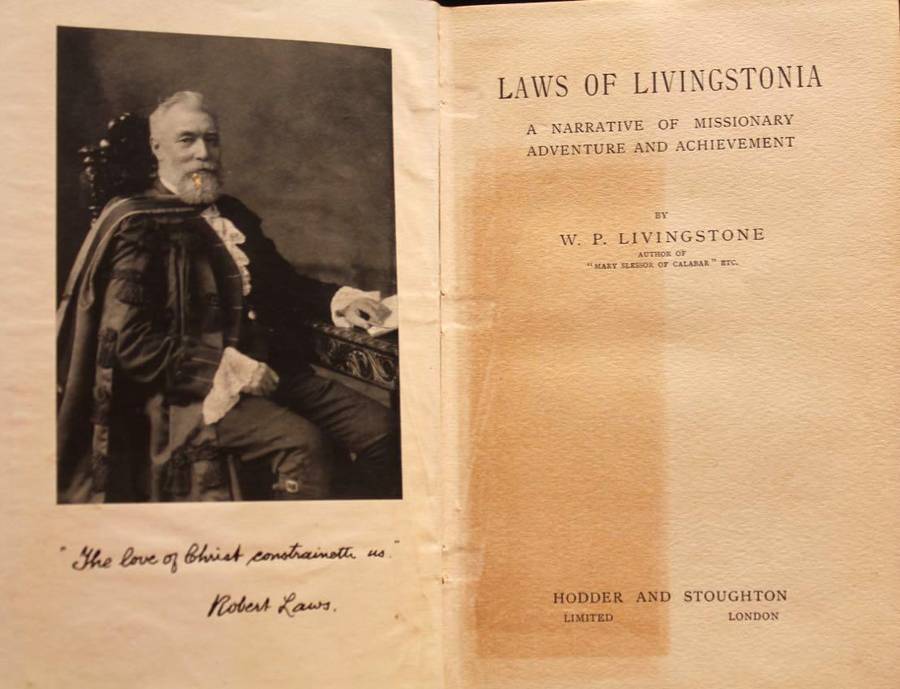 "The love of Christ constraineth us."
Robert Laws.
LAWS OF LIVINGSTONIA
A NARRATIVE OF MISSIONARY
ADVENTURE AND ACHIEVEMENT
BY
W. P. LIVINGSTONE
AUTHOR OF
"MARY SLESSOR OF CALABAR" ETC.
HODDER AND STOUGHTON
LIMITED LONDON